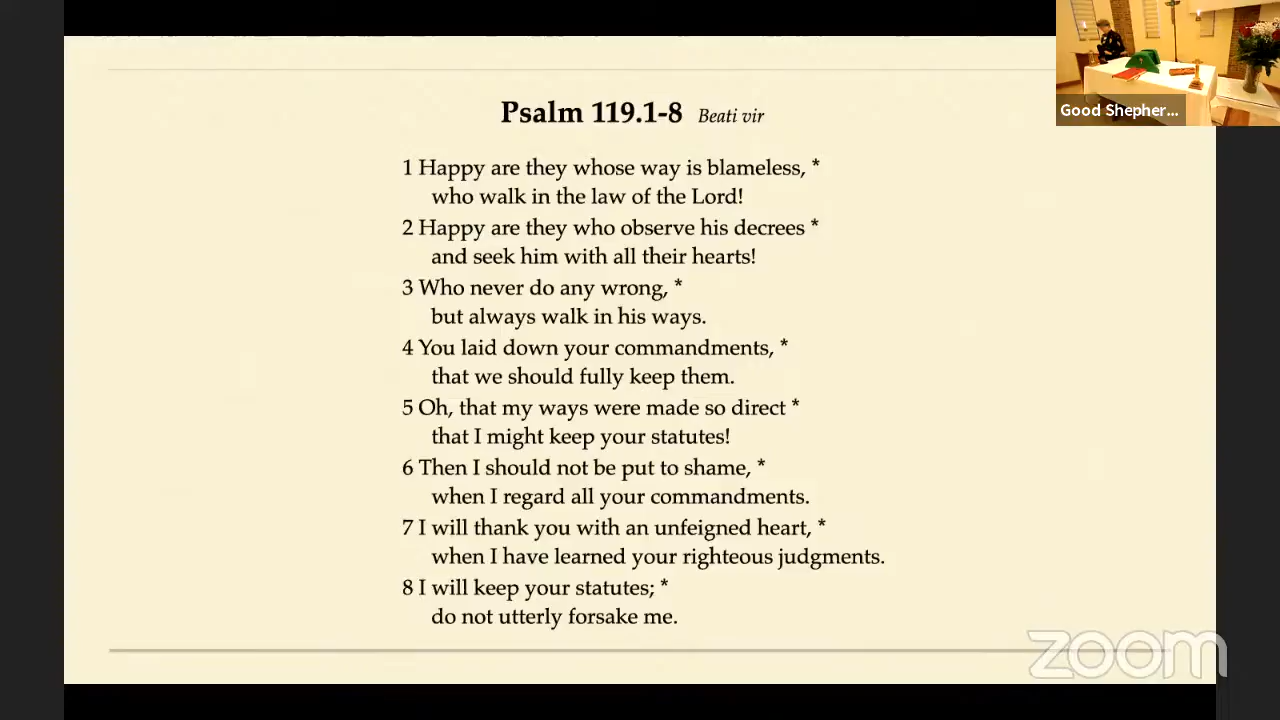 Good Shepher...
Psalm 119.1-8 Beati vir
1 Happy are they whose way is blameless, *
who walk in the law of the Lord!
2 Happy are they who observe his decrees *
and seek him with all their hearts!
3 Who never do any wrong, *
but always walk in his ways.
4 You laid down your commandments, *
that we should fully keep them.
5 Oh, that my ways were made so direct *
that I might keep your statutes!
6 Then I should not be put to shame, *
when I regard all your commandments.
7 I will thank you with an unfeigned heart, *
when I have learned your righteous judgments.
8 I will keep your statutes; *
do not utterly forsake me.
zoom